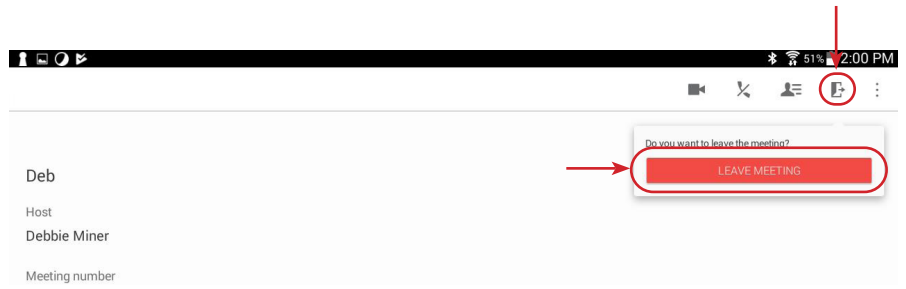 51% 2:00 PM
Do you want to leave the meeting?
LEAVE MEETING
Deb
Host
Debbie Miner
Meeting number